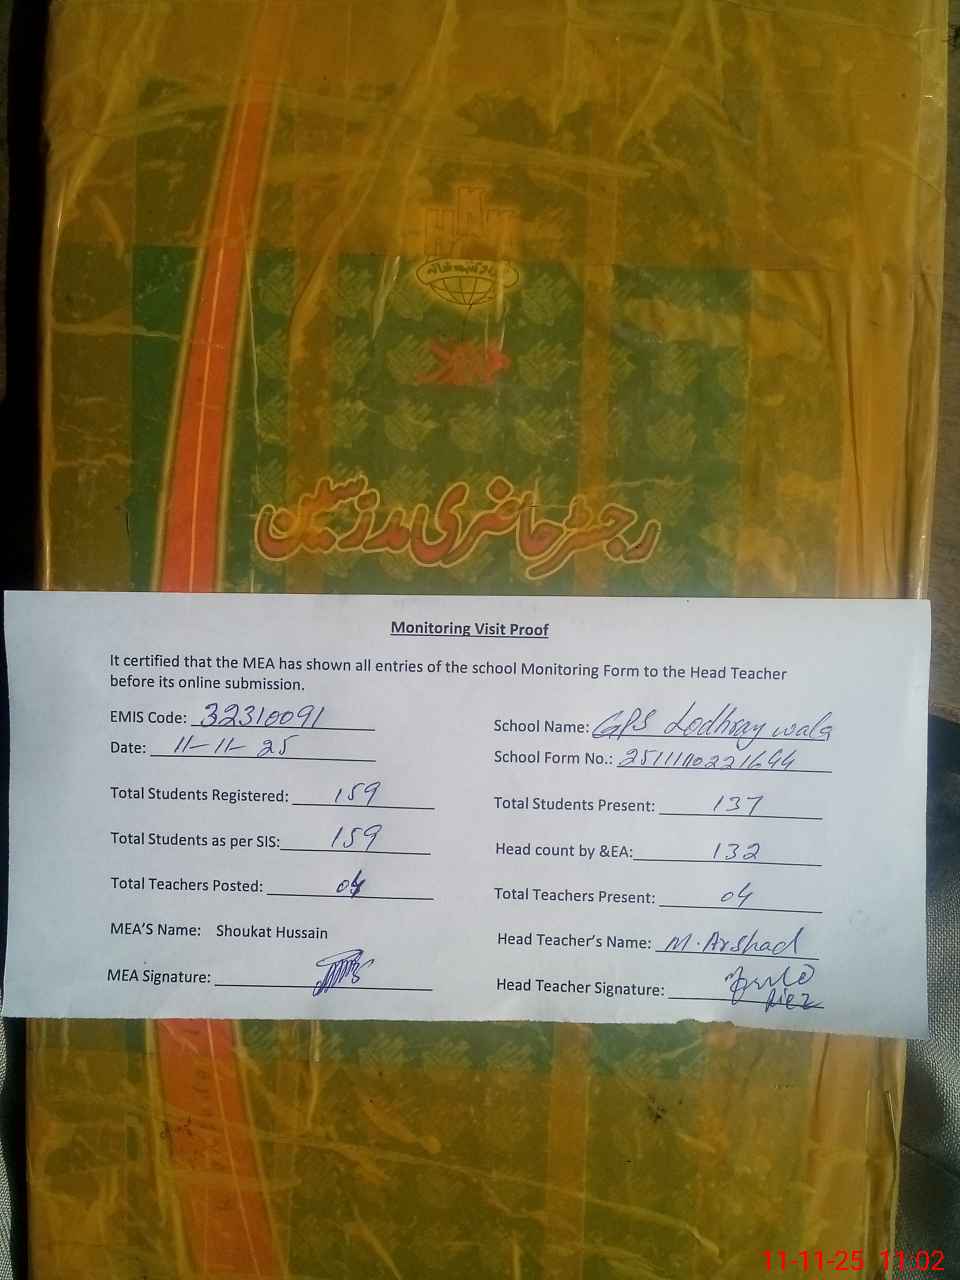 رجسٹر حاضری مدرسین
Monitoring Visit Proof
It certified that the MEA has shown all entries of the school Monitoring Form to the Head Teacher
before its online submission.
EMIS Code: 32310091
School Name: GPS Lodhray wala
Date: 11-11-25
School Form No.: 2511111022 1644
Total Students Registered: 159
Total Students Present: 137
Total Students as per SIS: 159
Head count by &EA: 132
Total Teachers Posted: 04
Total Teachers Present: 04
MEA'S Name: Shoukat Hussain
Head Teacher's Name: M. Arshad
MEA Signature:
Head Teacher Signature:
11-11-25 11:02